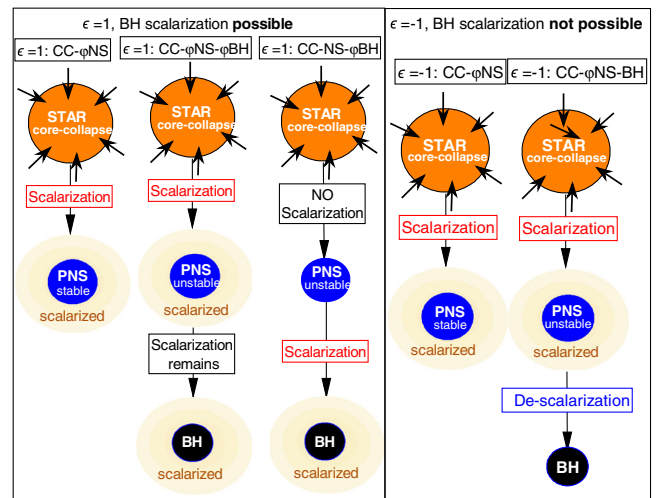 ϵ =1, BH scalarization possible
ϵ =1: CC-φNS
STAR
core-collapse
Scalarization
PNS
stable
scalarized
ϵ =1: CC-φNS-φBH
STAR
core-collapse
Scalarization
PNS
unstable
scalarized
Scalarization
remains
BH
scalarized
ϵ =1: CC-NS-φBH
STAR
core-collapse
NO
Scalarization
PNS
unstable
Scalarization
BH
scalarized
ϵ =-1, BH scalarization not possible
ϵ =-1: CC-φNS
STAR
core-collapse
Scalarization
PNS
stable
scalarized
ϵ =-1: CC-φNS-BH
STAR
core-collapse
Scalarization
PNS
unstable
scalarized
De-scalarization
BH